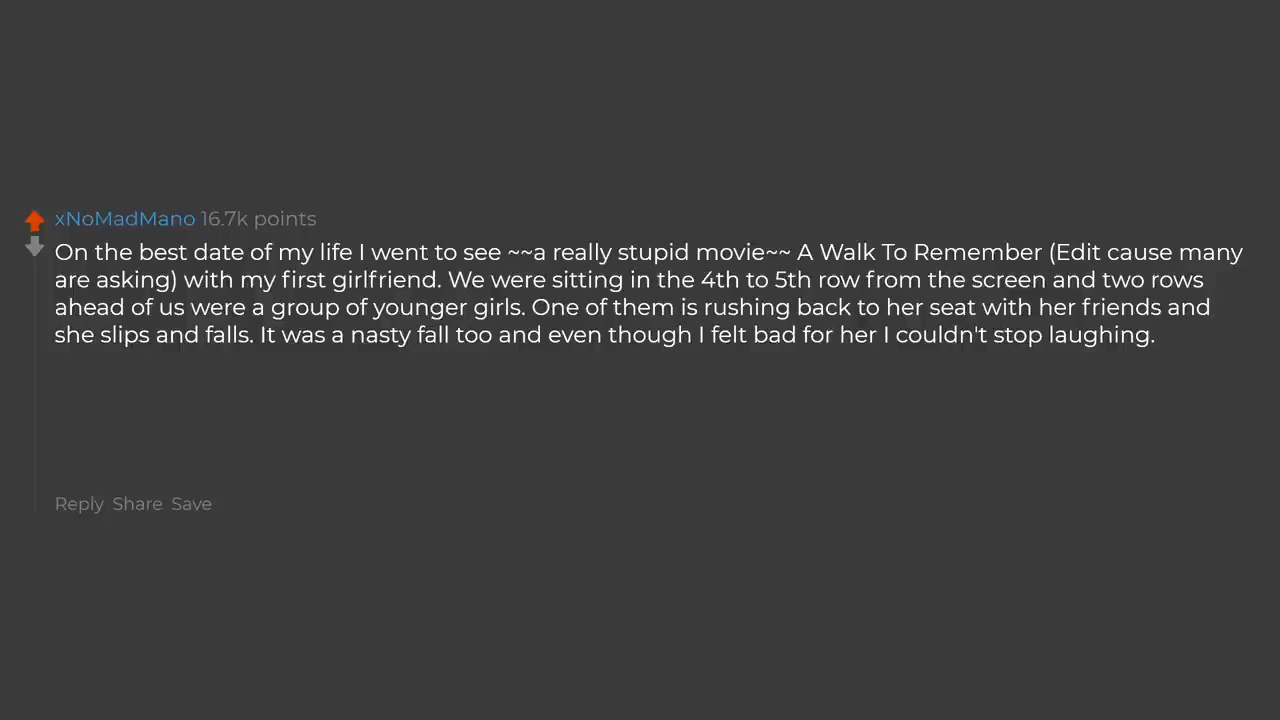 xNoMadMano 16.7k points
On the best date of my life I went to see ~~a really stupid movie~~ A Walk To Remember (Edit cause many
are asking) with my first girlfriend. We were sitting in the 4th to 5th row from the screen and two rows
ahead of us were a group of younger girls. One of them is rushing back to her seat with her friends and
she slips and falls. It was a nasty fall too and even though I felt bad for her I couldn't stop laughing.
Reply Share Save